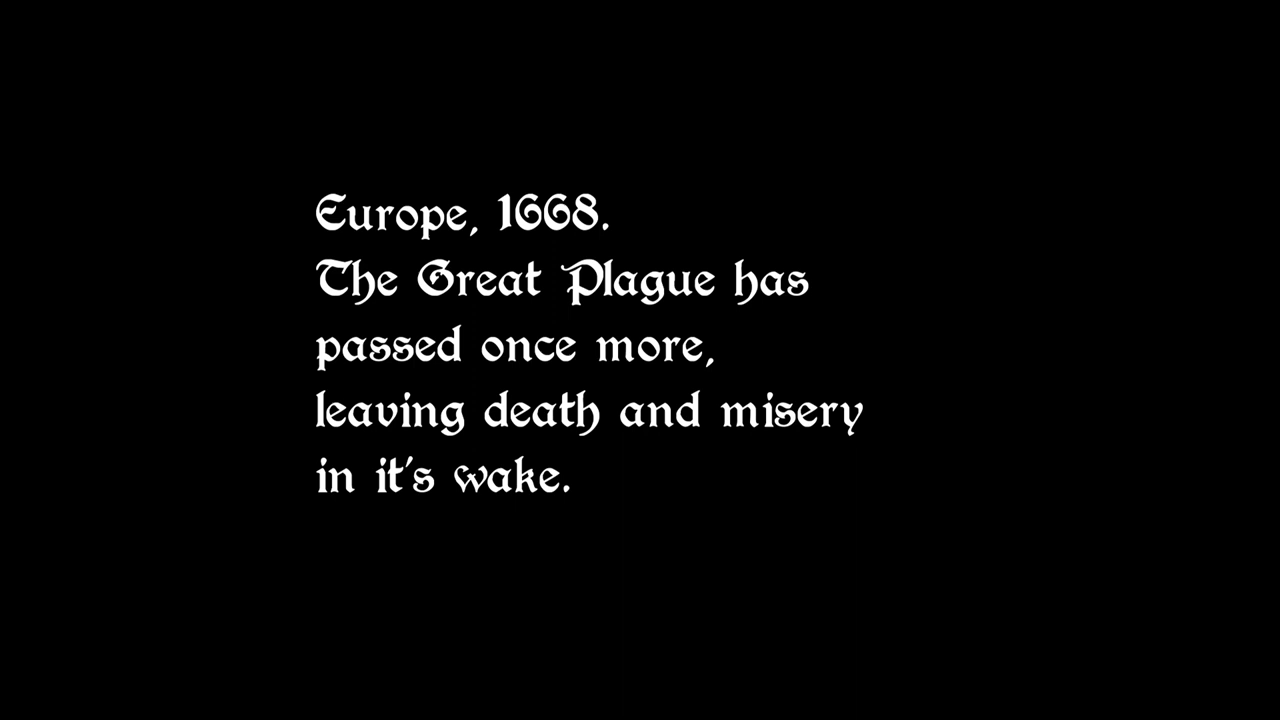 Europe, 1668.
The Great Plague has
passed once more,
leaving death and misery
in it's wake.